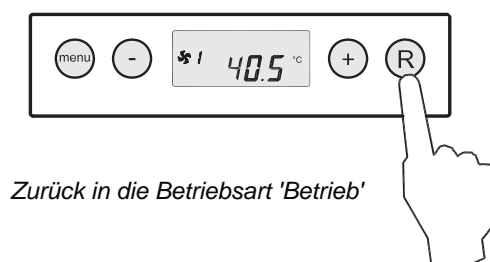 menu - 1 40.5 °C + R
Zurück in die Betriebsart 'Betrieb'